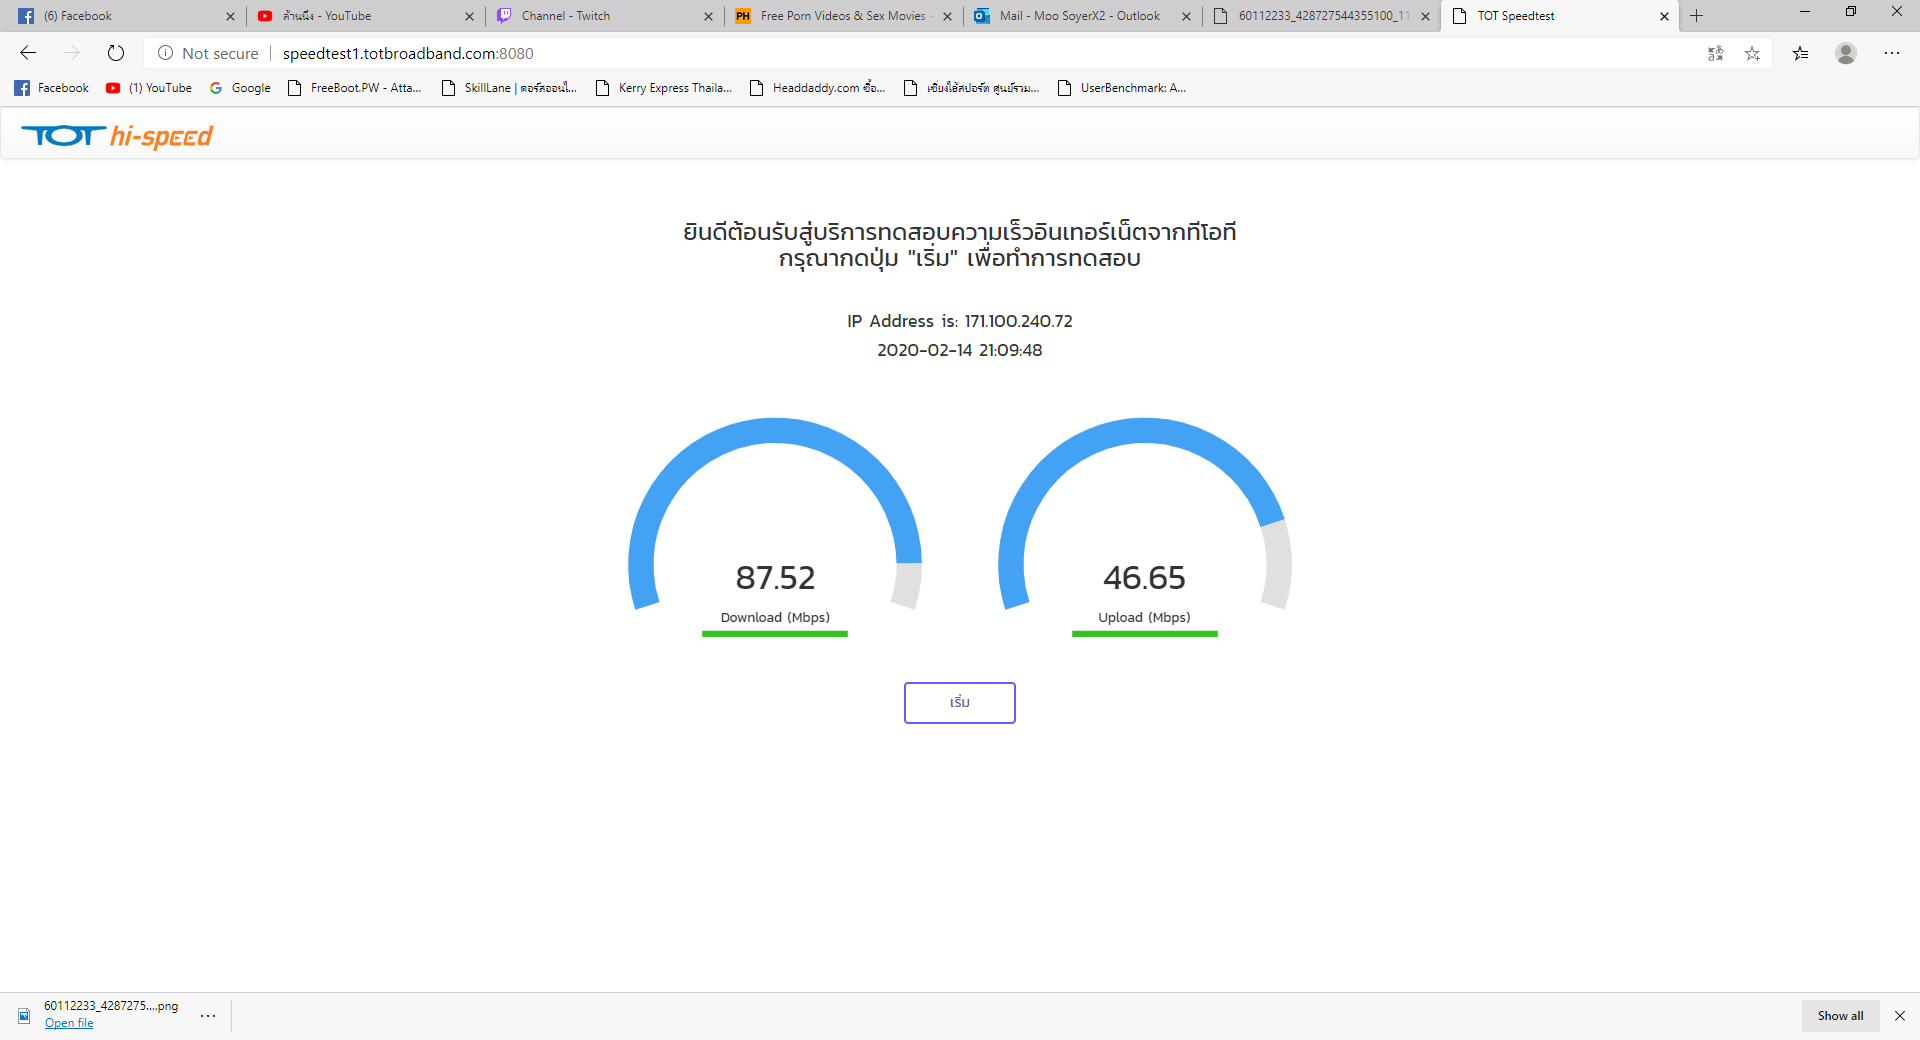 (6) Facebook
ล้านนึง - YouTube
Channel - Twitch
PH Free Porn Videos & Sex Movies -
Mail - Moo SoyerX2 - Outlook
60112233_428727544355100_11
TOT Speedtest
Not secure speedtest1.totbroadband.com:8080
Facebook
(1) YouTube
Google
FreeBoot.PW - Atta...
SkillLane | คอร์สออนไ...
Kerry Express Thaila...
Headdaddy.com ซื้อ...
เซี่ยงไฮ้สปอร์ต ศูนย์รวม...
UserBenchmark: A...
TOT hi-speed
ยินดีต้อนรับสู่บริการทดสอบความเร็วอินเทอร์เน็ตจากทีโอที
กรุณากดปุ่ม "เริ่ม" เพื่อทำการทดสอบ
IP Address is: 171.100.240.72
2020-02-14 21:09:48
87.52
Download (Mbps)
46.65
Upload (Mbps)
เริ่ม
60112233_4287275....png
Open file
Show all